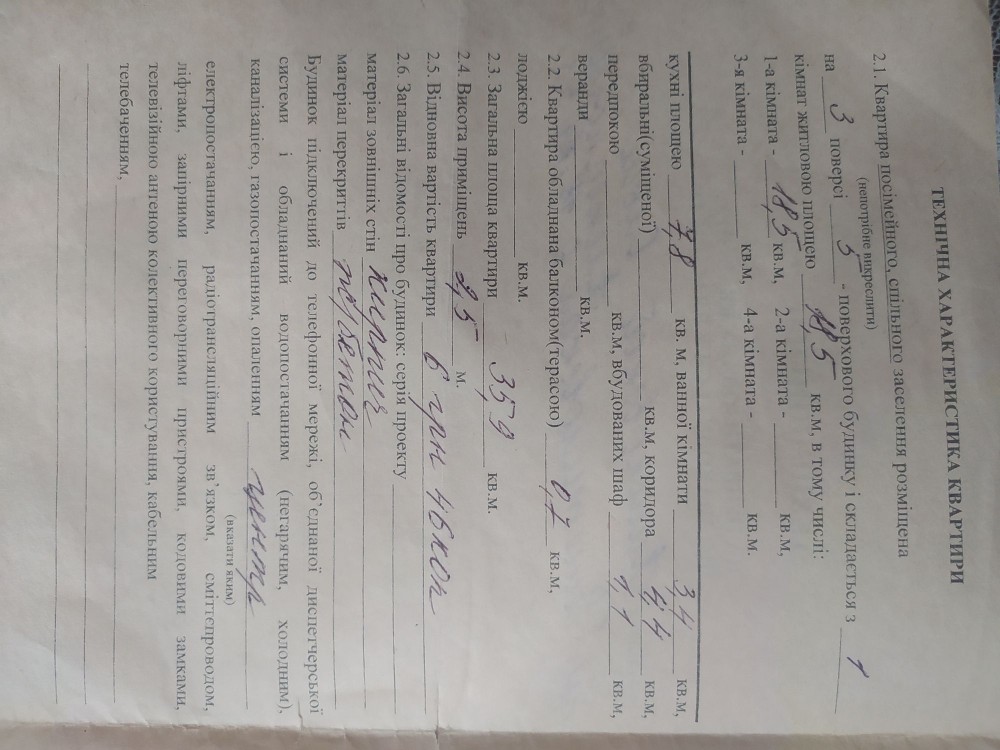 ТЕХНІЧНА ХАРАКТЕРИСТИКА КВАРТИРИ
2.1. Квартира посімейного, спільного заселення розміщена
(непотрібне викреслити)
на 3 поверсі 5 - поверхового будинку і складається з 1
кімнат житловою площею 18,5 кв.м, в тому числі:
1-а кімната - 18,5 кв.м, 2-а кімната - кв.м,
3-я кімната - кв.м, 4-а кімната - кв.м.
кухні площею 7,8 кв. м, ванної кімнати 3,4 кв.м,
вбиральні(суміщеної) кв.м, коридора 4,4 кв.м,
передпокою кв.м, вбудованих шаф 1,1 кв.м,
веранди кв.м.
2.2. Квартира обладнана балконом(терасою) 0,7 кв.м,
лоджією кв.м.
2.3. Загальна площа квартири 35,9 кв.м.
2.4. Висота приміщень 2,5 м.
2.5. Відновна вартість квартири 6 грн 46 коп
2.6. Загальні відомості про будинок: серія проекту
матеріал зовнішніх стін кирпич
матеріал перекриттів ж/бетон
Будинок підключений до телефонної мережі, об'єднаної диспетчерської
системи і обладнаний водопостачанням (негарячим, холодним),
каналізацією, газопостачанням, опаленням центр
(вказати яким)
електропостачанням, радіотрансляційним зв'язком, сміттєпроводом,
ліфтами, запірними переговорними пристроями, кодовими замками,
телевізійною антеною колективного користування, кабельним
телебаченням,